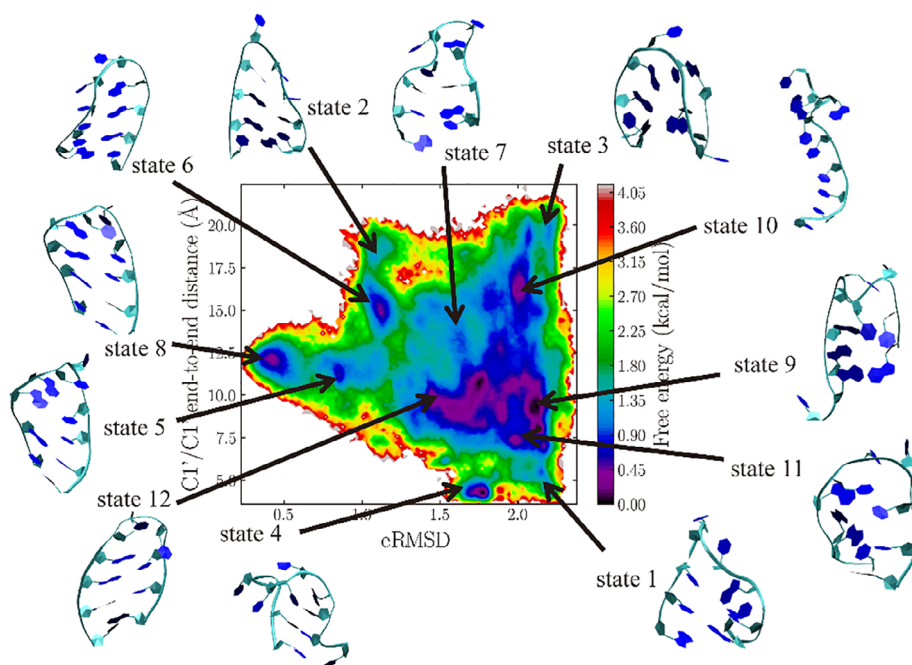 state 2
state 6
state 7
state 3
state 10
state 8
state 9
state 5
state 11
state 12
state 4
state 1
C1'/C1' end-to-end distance (Å)
20.0
17.5
15.0
12.5
10.0
7.5
5.0
0.5
1.0
1.5
2.0
eRMSD
4.05
3.60
3.15
2.70
2.25
1.80
1.35
0.90
0.45
0.00
Free energy (kcal/mol)